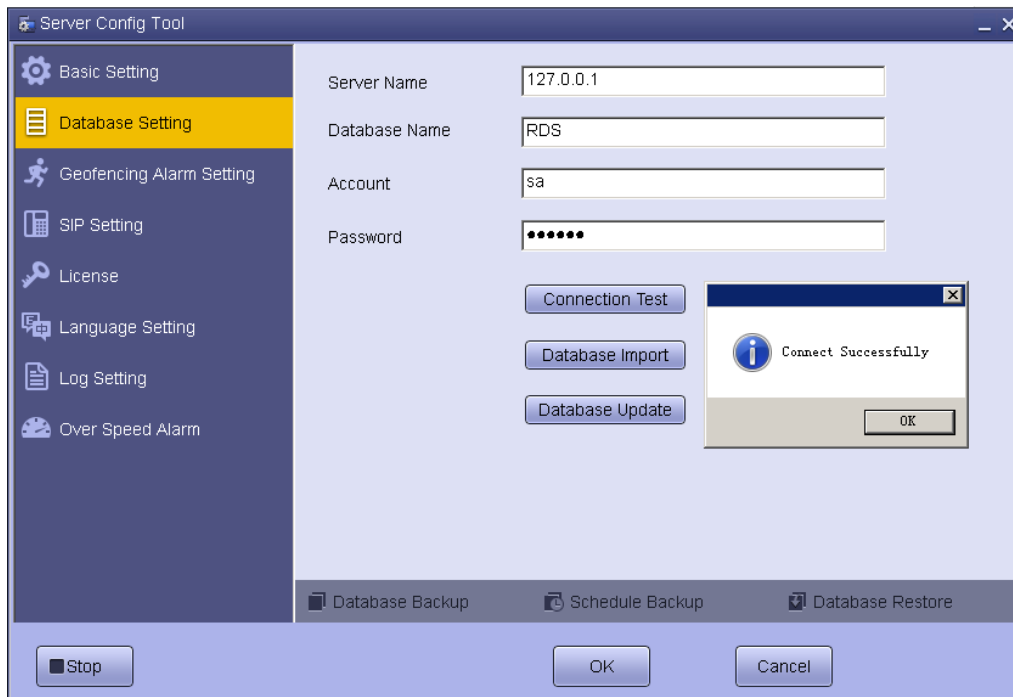 Server Config Tool
Basic Setting
Database Setting
Geofencing Alarm Setting
SIP Setting
License
Language Setting
Log Setting
Over Speed Alarm
Server Name 127.0.0.1
Database Name RDS
Account sa
Password ●●●●●●
Connection Test
Database Import
Database Update
Connect Successfully
OK
Database Backup Schedule Backup Database Restore
Stop OK Cancel